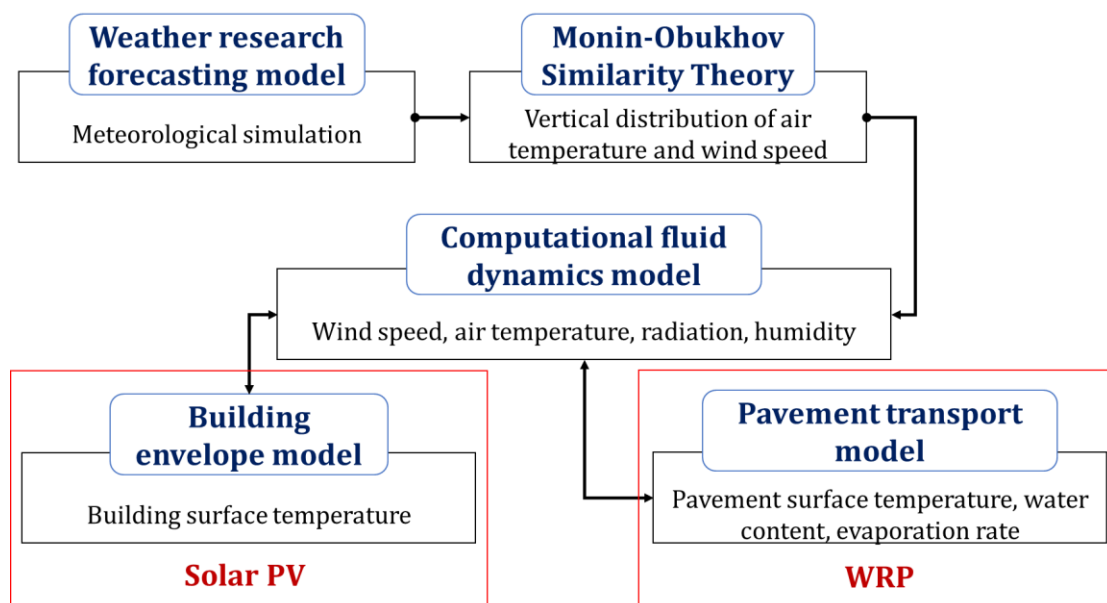 Weather research
forecasting model
Meteorological simulation
Monin-Obukhov
Similarity Theory
Vertical distribution of air
temperature and wind speed
Computational fluid
dynamics model
Wind speed, air temperature, radiation, humidity
Building
envelope model
Building surface temperature
Solar PV
Pavement transport
model
Pavement surface temperature, water
content, evaporation rate
WRP